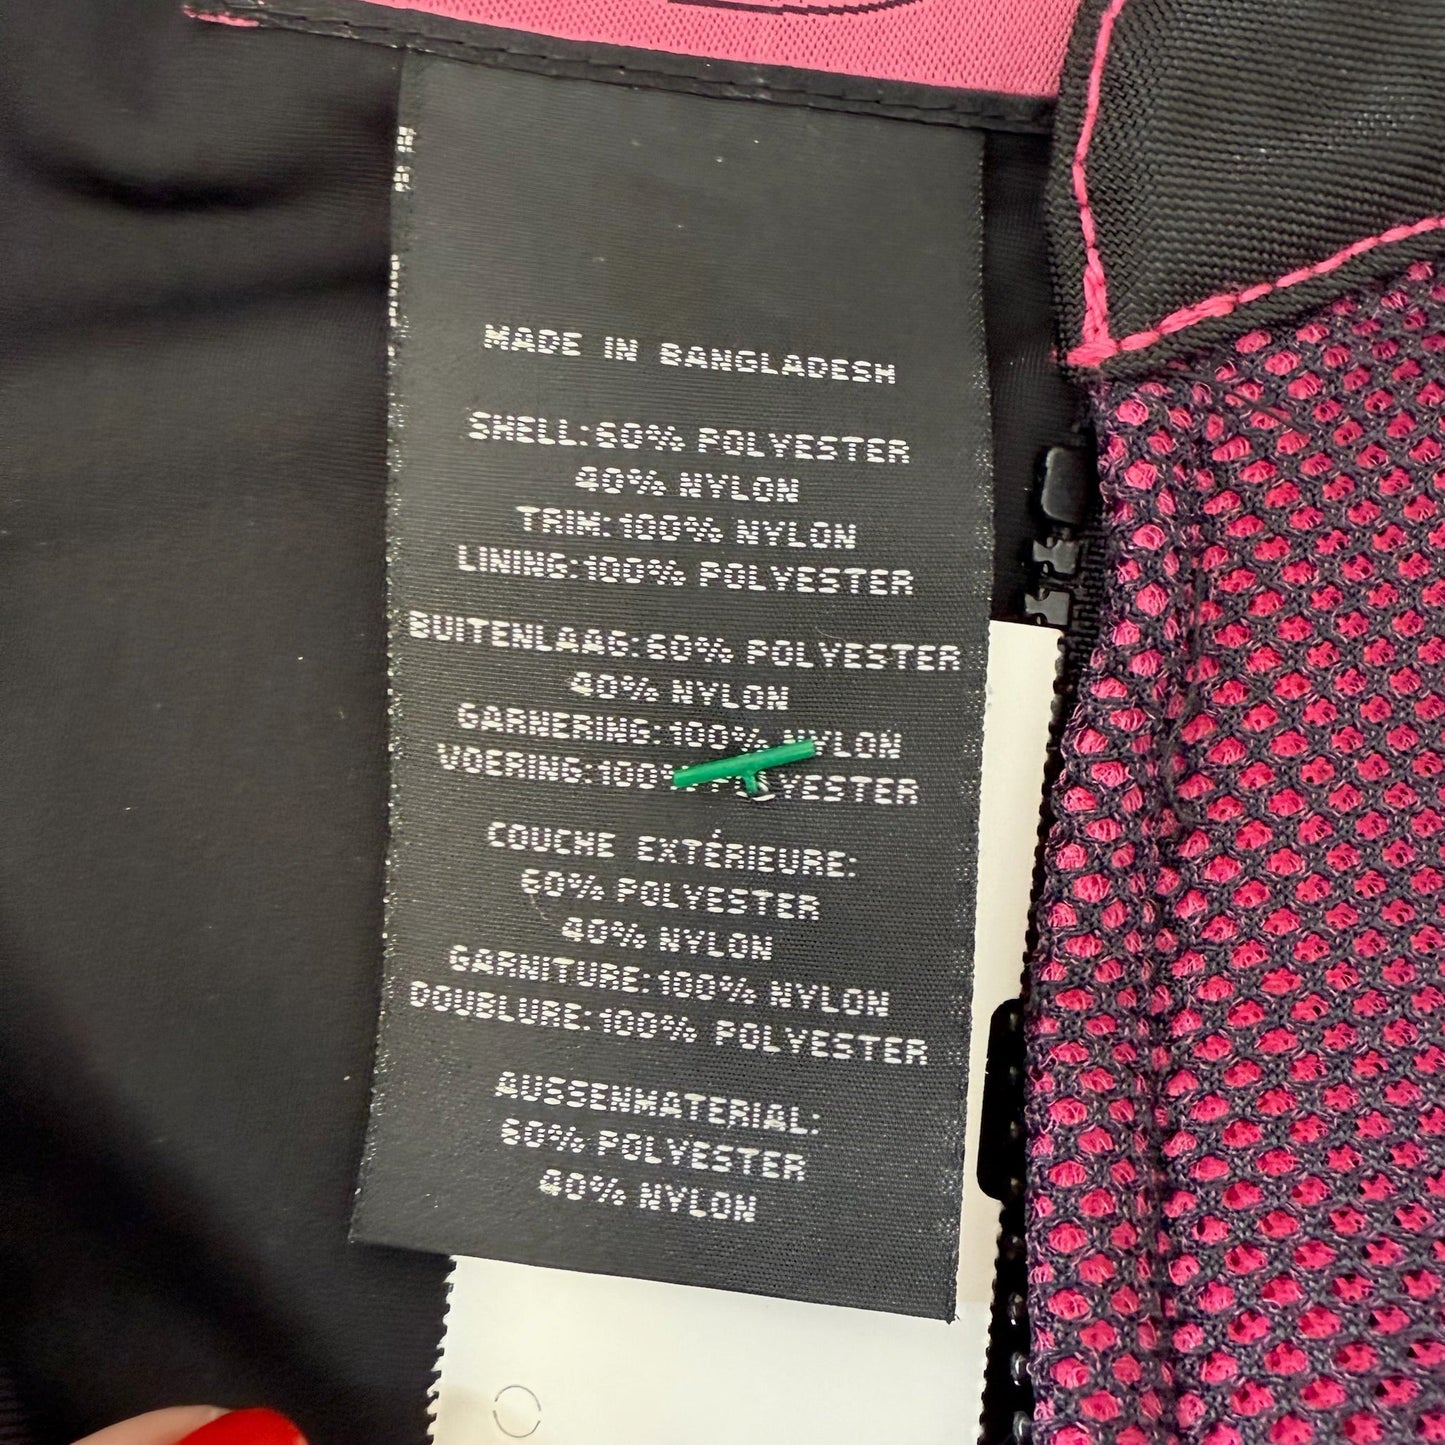 MADE IN BANGLADESH
SHELL:60% POLYESTER
40% NYLON
TRIM:100% NYLON
LINING:100% POLYESTER
BUITENLAAG:60% POLYESTER
40% NYLON
GARNERING:100% NYLON
VOERING:100% POLYESTER
COUCHE EXTÉRIEURE:
60% POLYESTER
40% NYLON
GARNITURE:100% NYLON
DOUBLURE:100% POLYESTER
AUSSENMATERIAL:
60% POLYESTER
40% NYLON